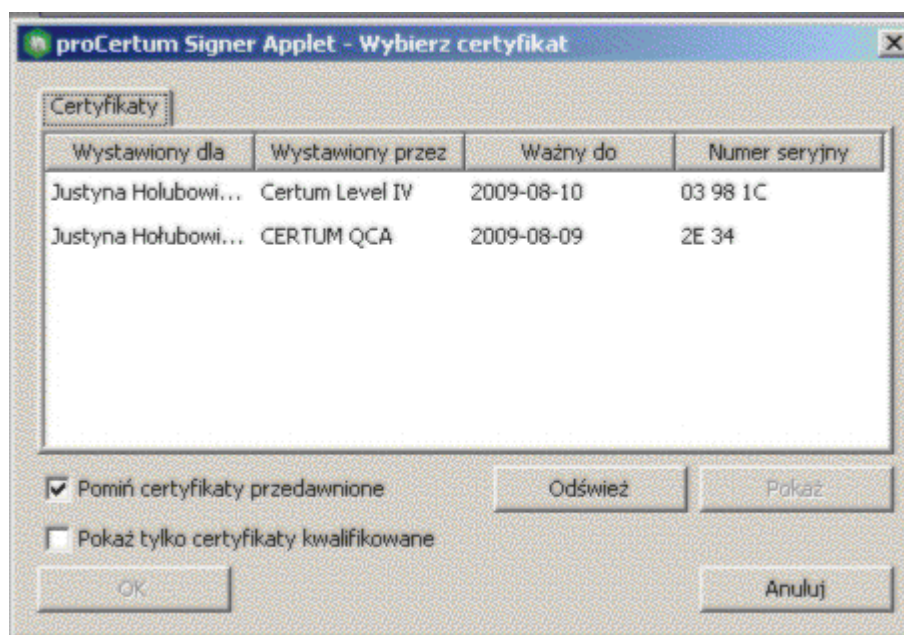 proCertum Signer Applet - Wybierz certyfikat
Certyfikaty
Wystawiony dla Wystawiony przez Ważny do Numer seryjny
Justyna Holubowi... Certum Level IV 2009-08-10 03 98 1C
Justyna Hołubowi... CERTUM QCA 2009-08-09 2E 34
Pomiń certyfikaty przedawnione Odśwież Pokaż
Pokaż tylko certyfikaty kwalifikowane
OK Anuluj